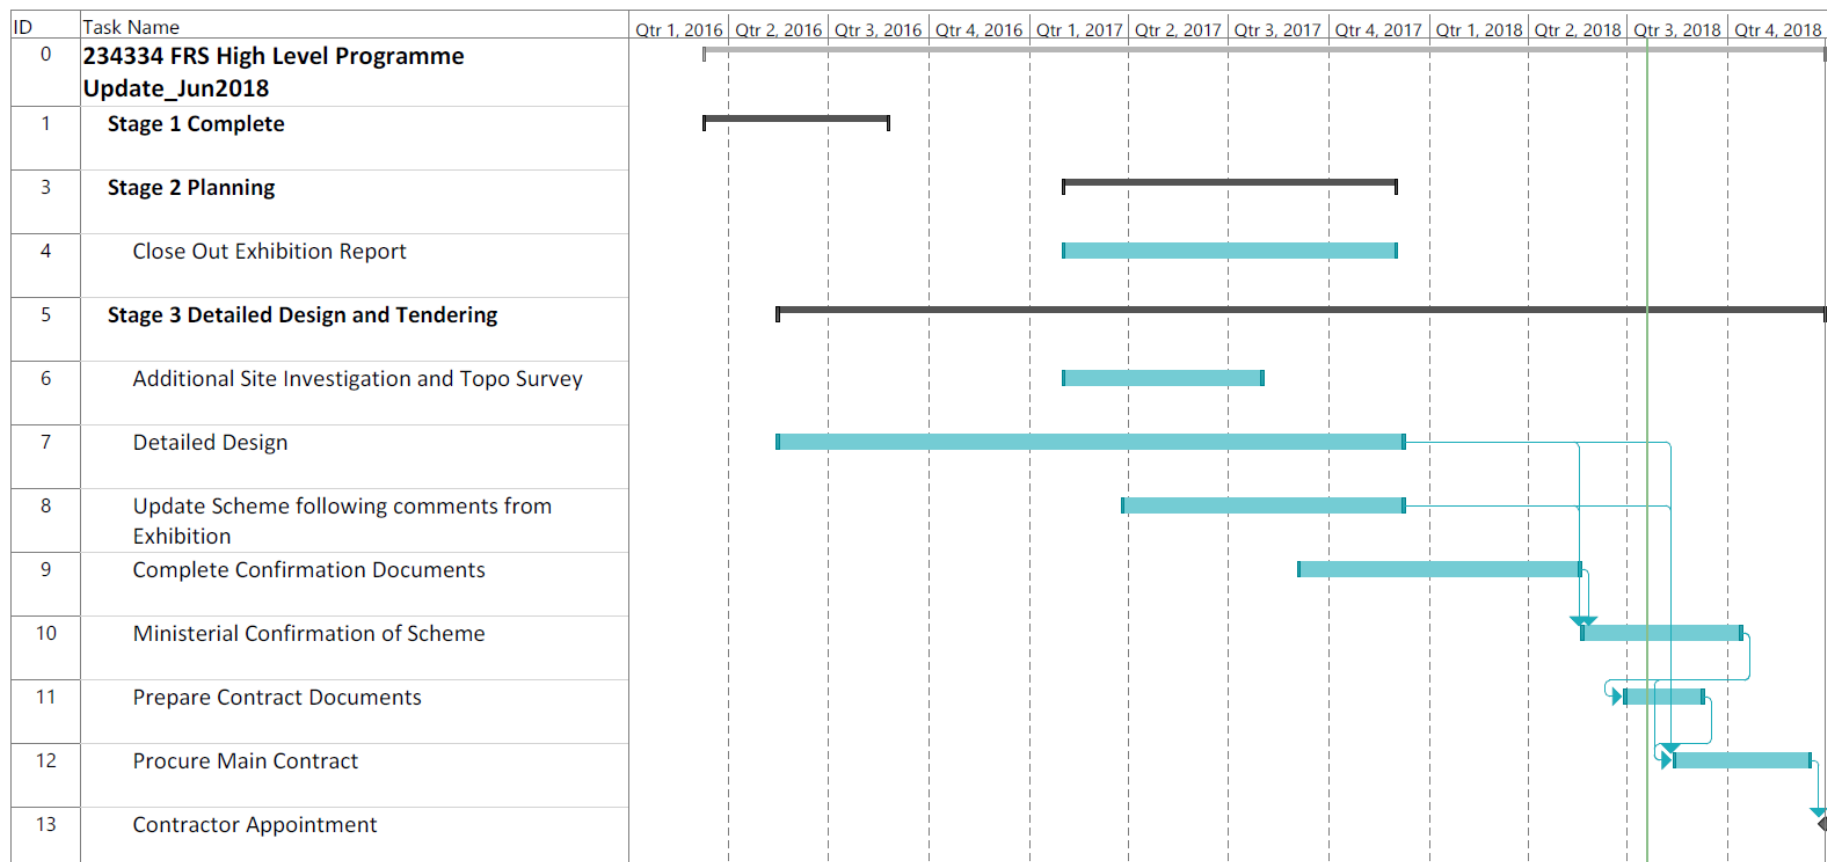 ID Task Name Qtr 1, 2016 Qtr 2, 2016 Qtr 3, 2016 Qtr 4, 2016 Qtr 1, 2017 Qtr 2, 2017 Qtr 3, 2017 Qtr 4, 2017 Qtr 1, 2018 Qtr 2, 2018 Qtr 3, 2018 Qtr 4, 2018
0 234334 FRS High Level Programme
Update_Jun2018
1 Stage 1 Complete
3 Stage 2 Planning
4 Close Out Exhibition Report
5 Stage 3 Detailed Design and Tendering
6 Additional Site Investigation and Topo Survey
7 Detailed Design
8 Update Scheme following comments from
Exhibition
9 Complete Confirmation Documents
10 Ministerial Confirmation of Scheme
11 Prepare Contract Documents
12 Procure Main Contract
13 Contractor Appointment